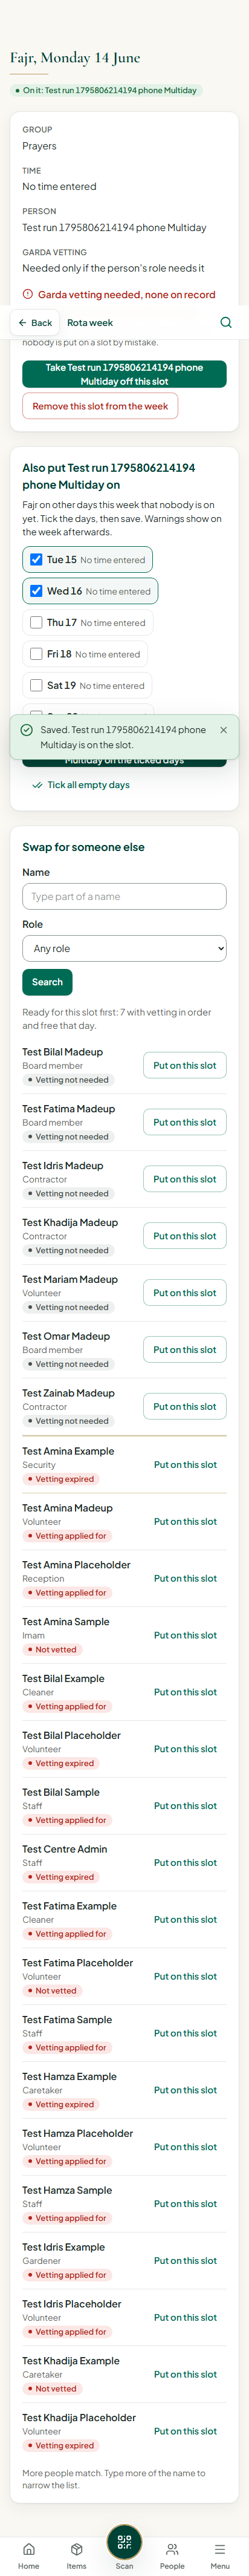 Fajr, Monday 14 June
On it: Test run 1795806214194 phone Multiday
GROUP
Prayers
TIME
No time entered
PERSON
Test run 1795806214194 phone Multiday
GARDA VETTING
Needed only if the person's role needs it
Garda vetting needed, none on record
Back
Rota week
nobody is put on a slot by mistake.
Take Test run 1795806214194 phone
Multiday off this slot
Remove this slot from the week
Also put Test run 1795806214194
phone Multiday on
Fajr on other days this week that nobody is on
yet. Tick the days, then save. Warnings show on
the week afterwards.
Tue 15 No time entered
Wed 16 No time entered
Thu 17 No time entered
Fri 18 No time entered
Sat 19 No time entered
Saved. Test run 1795806214194 phone
Multiday is on the slot.
Multiday on the ticked days
Tick all empty days
Swap for someone else
Name
Type part of a name
Role
Any role
Search
Ready for this slot first: 7 with vetting in order
and free that day.
Test Bilal Madeup
Board member
Vetting not needed
Put on this slot
Test Fatima Madeup
Board member
Vetting not needed
Put on this slot
Test Idris Madeup
Contractor
Vetting not needed
Put on this slot
Test Khadija Madeup
Contractor
Vetting not needed
Put on this slot
Test Mariam Madeup
Volunteer
Vetting not needed
Put on this slot
Test Omar Madeup
Board member
Vetting not needed
Put on this slot
Test Zainab Madeup
Contractor
Vetting not needed
Put on this slot
Test Amina Example
Security
Vetting expired
Put on this slot
Test Amina Madeup
Volunteer
Vetting applied for
Put on this slot
Test Amina Placeholder
Reception
Vetting applied for
Put on this slot
Test Amina Sample
Imam
Not vetted
Put on this slot
Test Bilal Example
Cleaner
Vetting applied for
Put on this slot
Test Bilal Placeholder
Volunteer
Vetting expired
Put on this slot
Test Bilal Sample
Staff
Vetting applied for
Put on this slot
Test Centre Admin
Staff
Vetting expired
Put on this slot
Test Fatima Example
Cleaner
Vetting applied for
Put on this slot
Test Fatima Placeholder
Volunteer
Not vetted
Put on this slot
Test Fatima Sample
Staff
Vetting applied for
Put on this slot
Test Hamza Example
Caretaker
Vetting expired
Put on this slot
Test Hamza Placeholder
Volunteer
Vetting applied for
Put on this slot
Test Hamza Sample
Staff
Vetting applied for
Put on this slot
Test Idris Example
Gardener
Vetting applied for
Put on this slot
Test Idris Placeholder
Volunteer
Vetting applied for
Put on this slot
Test Khadija Example
Caretaker
Not vetted
Put on this slot
Test Khadija Placeholder
Volunteer
Vetting expired
Put on this slot
More people match. Type more of the name to
narrow the list.
Home
Items
Scan
People
Menu